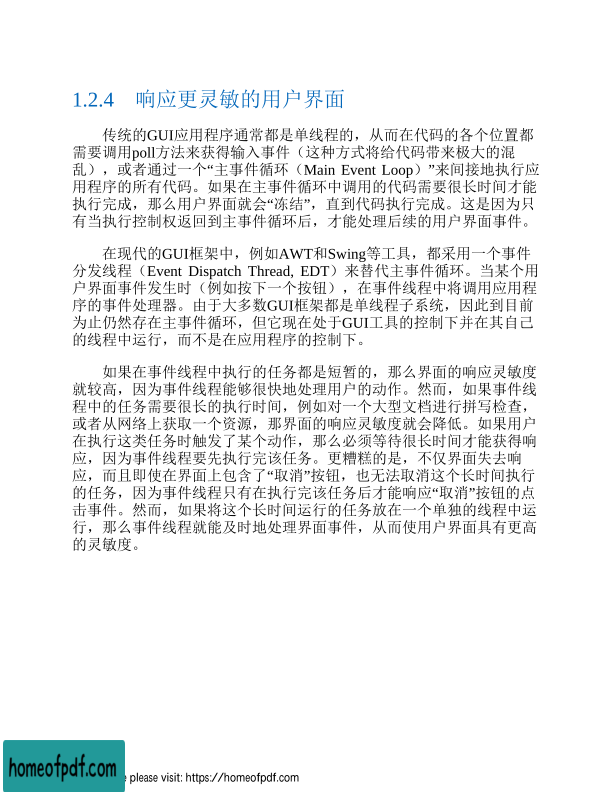 1.2.4 响应更灵敏的用户界面
传统的GUI应用程序通常都是单线程的，从而在代码的各个位置都
需要调用poll方法来获得输入事件（这种方式将给代码带来极大的混
乱），或者通过一个“主事件循环（Main Event Loop）”来间接地执行应
用程序的所有代码。如果在主事件循环中调用的代码需要很长时间才能
执行完成，那么用户界面就会“冻结”，直到代码执行完成。这是因为只
有当执行控制权返回到主事件循环后，才能处理后续的用户界面事件。
在现代的GUI框架中，例如AWT和Swing等工具，都采用一个事件
分发线程（Event Dispatch Thread, EDT）来替代主事件循环。当某个用
户界面事件发生时（例如按下一个按钮），在事件线程中将调用应用程
序的事件处理器。由于大多数GUI框架都是单线程子系统，因此到目前
为止仍然存在主事件循环，但它现在处于GUI工具的控制下并在其自己
的线程中运行，而不是在应用程序的控制下。
如果在事件线程中执行的任务都是短暂的，那么界面的响应灵敏度
就较高，因为事件线程能够很快地处理用户的动作。然而，如果事件线
程中的任务需要很长的执行时间，例如对一个大型文档进行拼写检查，
或者从网络上获取一个资源，那界面的响应灵敏度就会降低。如果用户
在执行这类任务时触发了某个动作，那么必须等待很长时间才能获得响
应，因为事件线程要先执行完该任务。更糟糕的是，不仅界面失去响
应，而且即使在界面上包含了“取消”按钮，也无法取消这个长时间执行
的任务，因为事件线程只有在执行完该任务后才能响应“取消”按钮的点
击事件。然而，如果将这个长时间运行的任务放在一个单独的线程中运
行，那么事件线程就能及时地处理界面事件，从而使用户界面具有更高
的灵敏度。
homeofpdf.com
please visit: https://homeofpdf.com